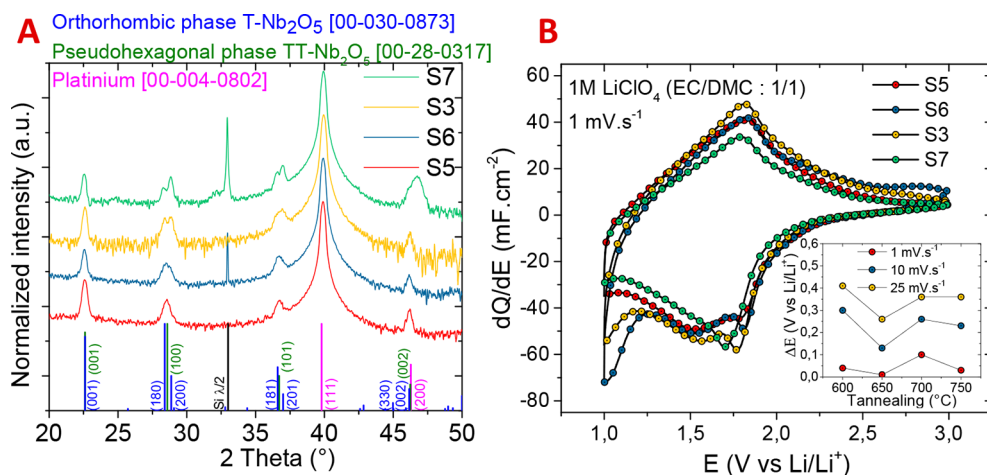 A
Orthorhombic phase T-Nb₂O₅ [00-030-0873]
Pseudohexagonal phase TT-Nb₂O₅ [00-28-0317]
Platinium [00-004-0802]
S7
S3
S6
S5
Normalized intensity (a.u.)
(001)
(001)
(180)
(100)
(200)
Si λ/2
(181)
(101)
(201)
(111)
(330)
(002)
(002)
(200)
20 25 30 35 40 45 50
2 Theta (°)
B
1M LiClO₄ (EC/DMC : 1/1)
1 mV.s⁻¹
S5
S6
S3
S7
dQ/dE (mF.cm⁻²)
60
40
20
0
-20
-40
-60
-80
1,0 1,5 2,0 2,5 3,0
E (V vs Li/Li⁺)
1 mV.s⁻¹
10 mV.s⁻¹
25 mV.s⁻¹
ΔE (V vs Li/Li⁺)
0,6
0,5
0,4
0,3
0,2
0,1
0,0
600 650 700 750
Tannealing (°C)